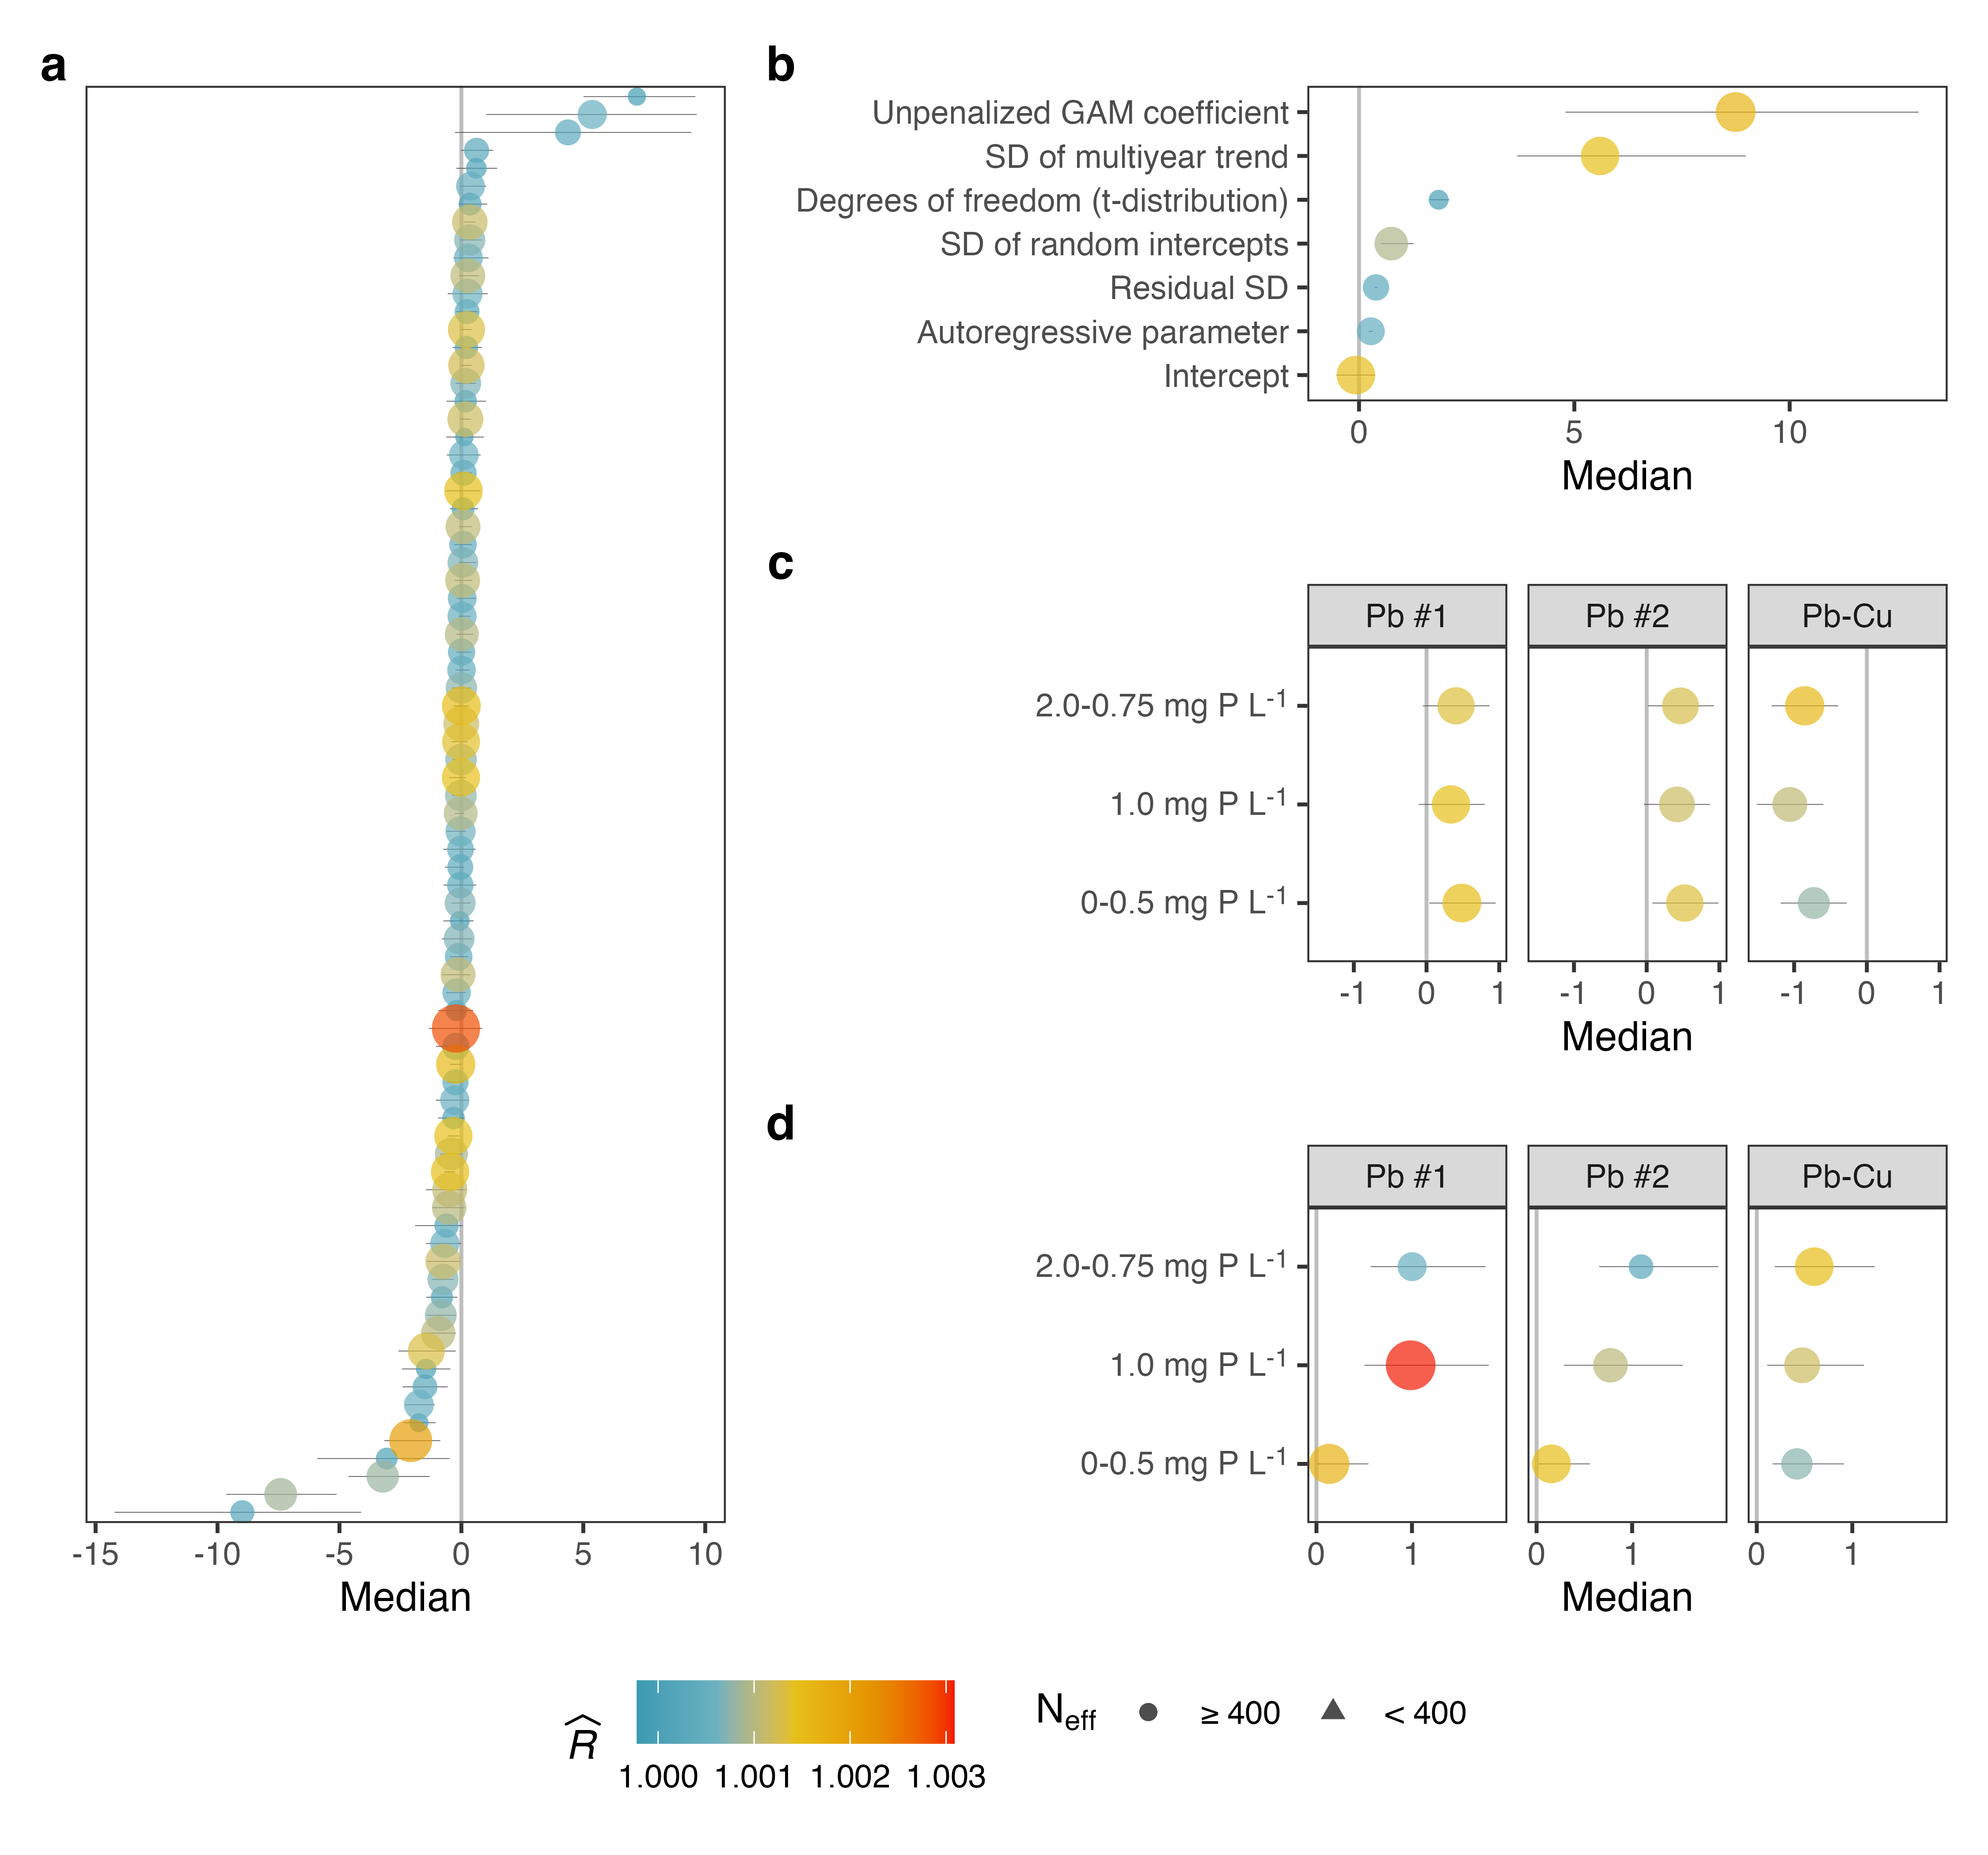 a
-15 -10 -5 0 5 10
Median
b
Unpenalized GAM coefficient
SD of multiyear trend
Degrees of freedom (t-distribution)
SD of random intercepts
Residual SD
Autoregressive parameter
Intercept
0 5 10
Median
c
Pb #1 Pb #2 Pb-Cu
2.0-0.75 mg P L⁻¹
1.0 mg P L⁻¹
0-0.5 mg P L⁻¹
-1 0 1 -1 0 1 -1 0 1
Median
d
Pb #1 Pb #2 Pb-Cu
2.0-0.75 mg P L⁻¹
1.0 mg P L⁻¹
0-0.5 mg P L⁻¹
0 1 0 1 0 1
Median
R̂
1.000 1.001 1.002 1.003
Neff ≥ 400 < 400